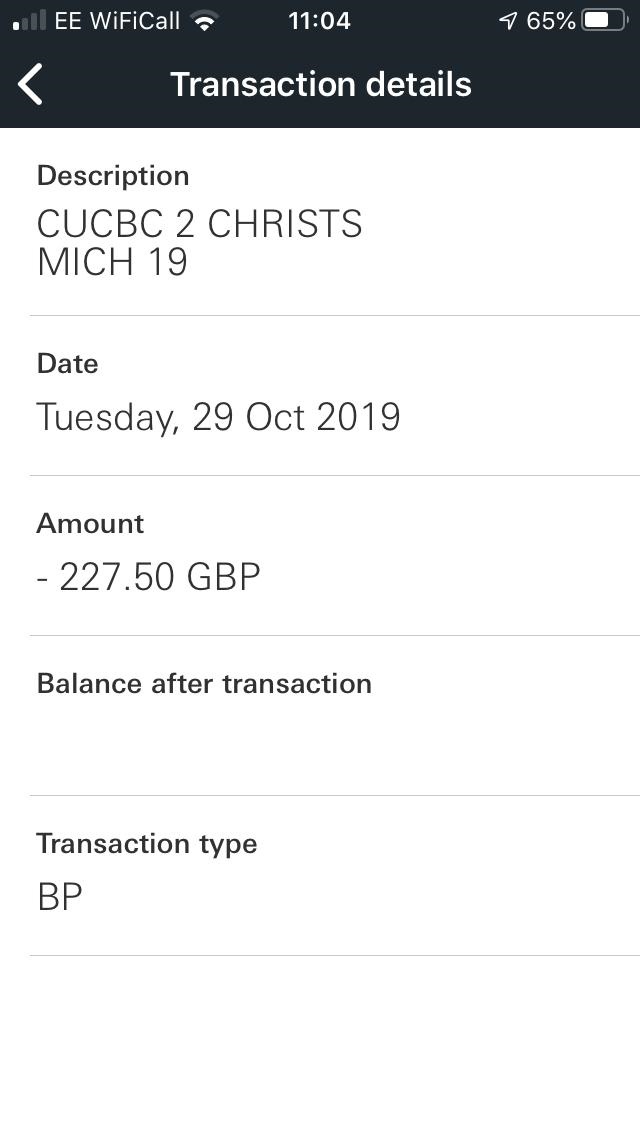 EE WiFiCall 11:04 65%
Transaction details
Description
CUCBC 2 CHRISTS
MICH 19
Date
Tuesday, 29 Oct 2019
Amount
- 227.50 GBP
Balance after transaction
Transaction type
BP